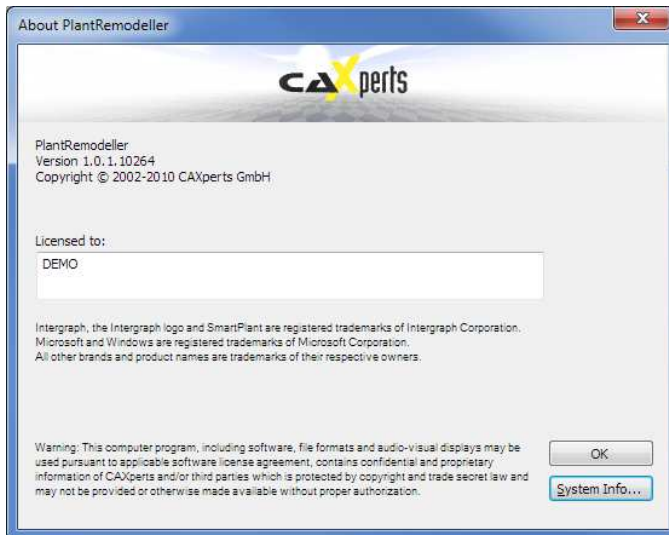 About PlantRemodeller
CAXperts
PlantRemodeller
Version 1.0.1.10264
Copyright © 2002-2010 CAXperts GmbH
Licensed to:
DEMO
Intergraph, the Intergraph logo and SmartPlant are registered trademarks of Intergraph Corporation.
Microsoft and Windows are registered trademarks of Microsoft Corporation.
All other brands and product names are trademarks of their respective owners.
Warning: This computer program, including software, file formats and audio-visual displays may be
used pursuant to applicable software license agreement, contains confidential and proprietary
information of CAXperts and/or third parties which is protected by copyright and trade secret law and
may not be provided or otherwise made available without proper authorization.
OK
System Info...